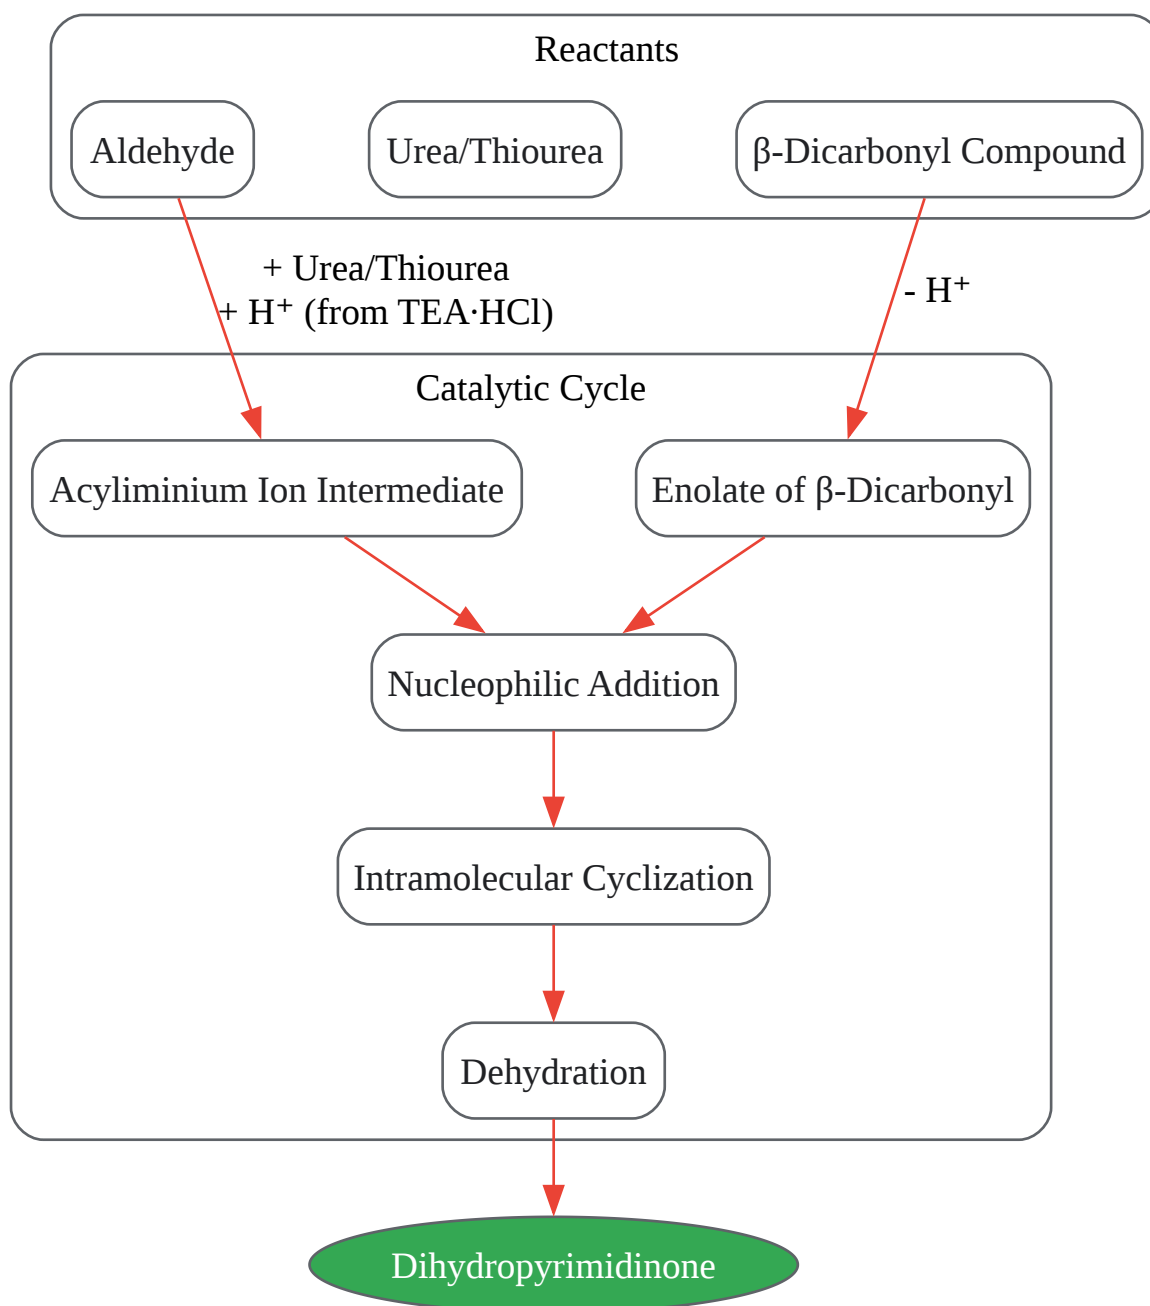 Reactants
Aldehyde
Urea/Thiourea
β-Dicarbonyl Compound
+ Urea/Thiourea
+ H⁺ (from TEA·HCl)
- H⁺
Catalytic Cycle
Acyliminium Ion Intermediate
Enolate of β-Dicarbonyl
Nucleophilic Addition
Intramolecular Cyclization
Dehydration
Dihydropyrimidinone